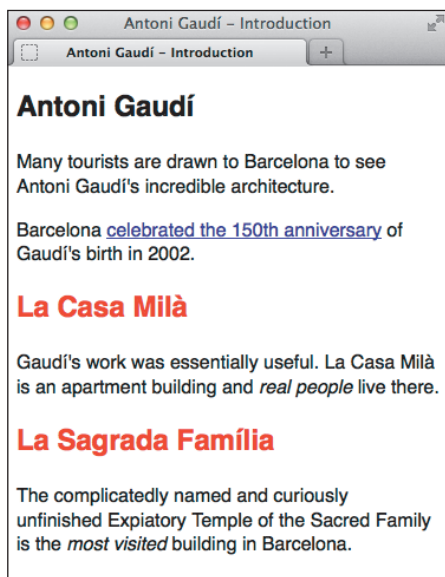 Antoni Gaudí – Introduction
Antoni Gaudí – Introduction
Antoni Gaudí
Many tourists are drawn to Barcelona to see
Antoni Gaudí's incredible architecture.
Barcelona celebrated the 150th anniversary of
Gaudí's birth in 2002.
La Casa Milà
Gaudí's work was essentially useful. La Casa Milà
is an apartment building and real people live there.
La Sagrada Família
The complicatedly named and curiously
unfinished Expiatory Temple of the Sacred Family
is the most visited building in Barcelona.